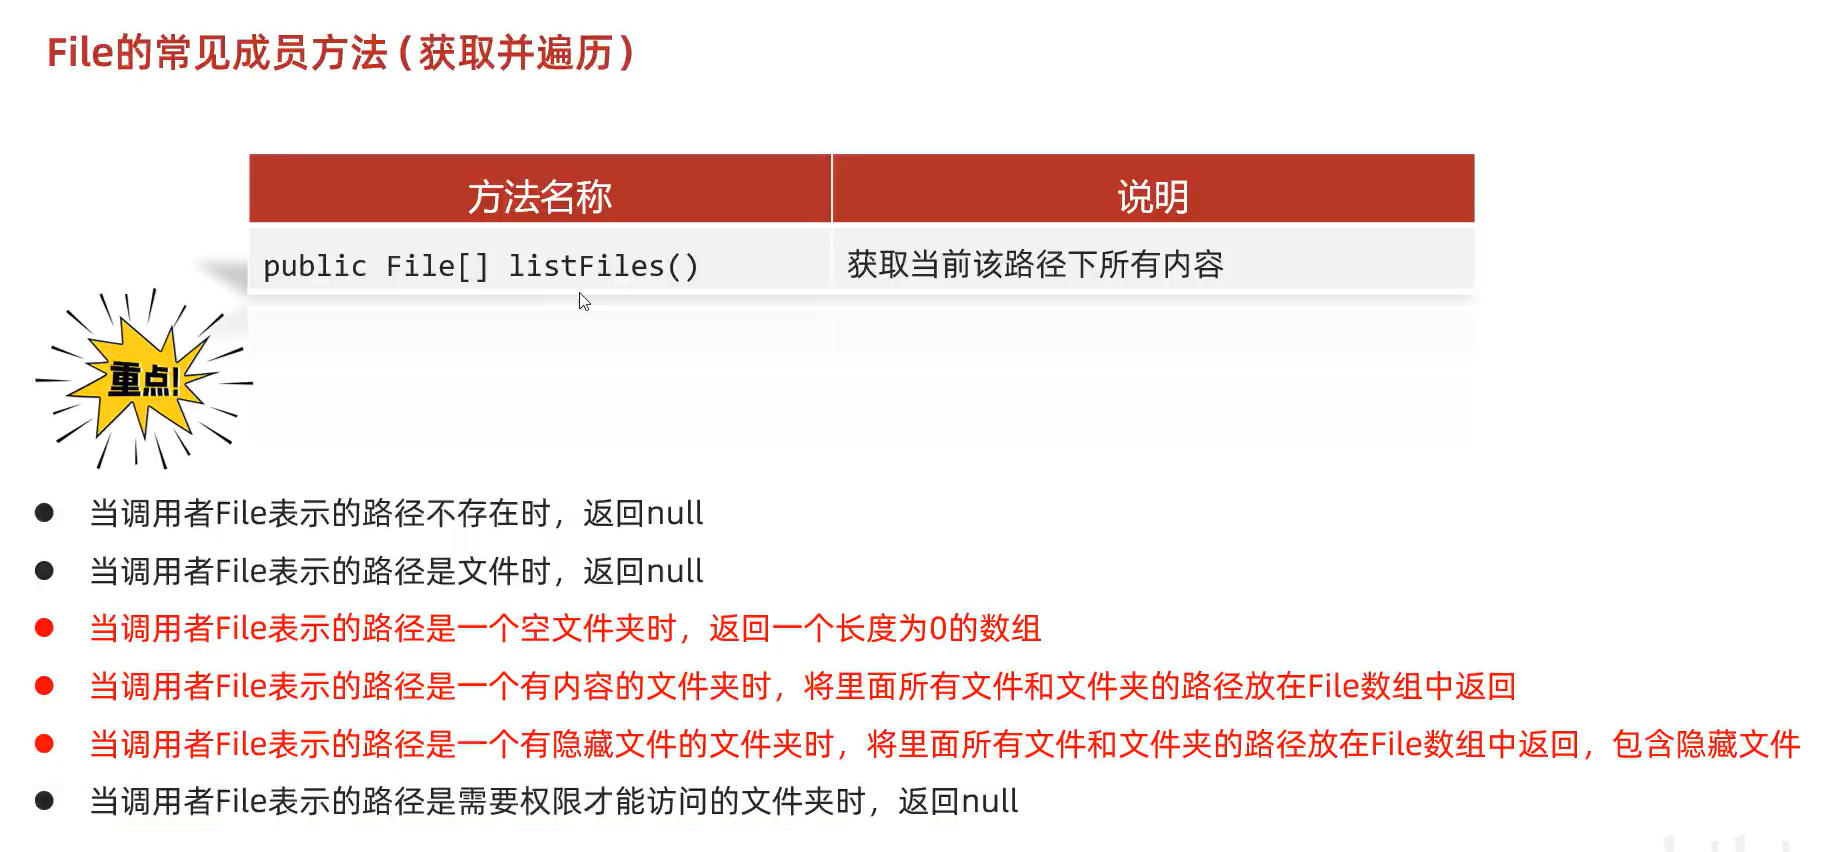 File的常见成员方法(获取并遍历)
方法名称 说明
public File[] listFiles() 获取当前该路径下所有内容
重点!
当调用者File表示的路径不存在时，返回null
当调用者File表示的路径是文件时，返回null
当调用者File表示的路径是一个空文件夹时，返回一个长度为0的数组
当调用者File表示的路径是一个有内容的文件夹时，将里面所有文件和文件夹的路径放在File数组中返回
当调用者File表示的路径是一个有隐藏文件的文件夹时，将里面所有文件和文件夹的路径放在File数组中返回，包含隐藏文件
当调用者File表示的路径是需要权限才能访问的文件夹时，返回null